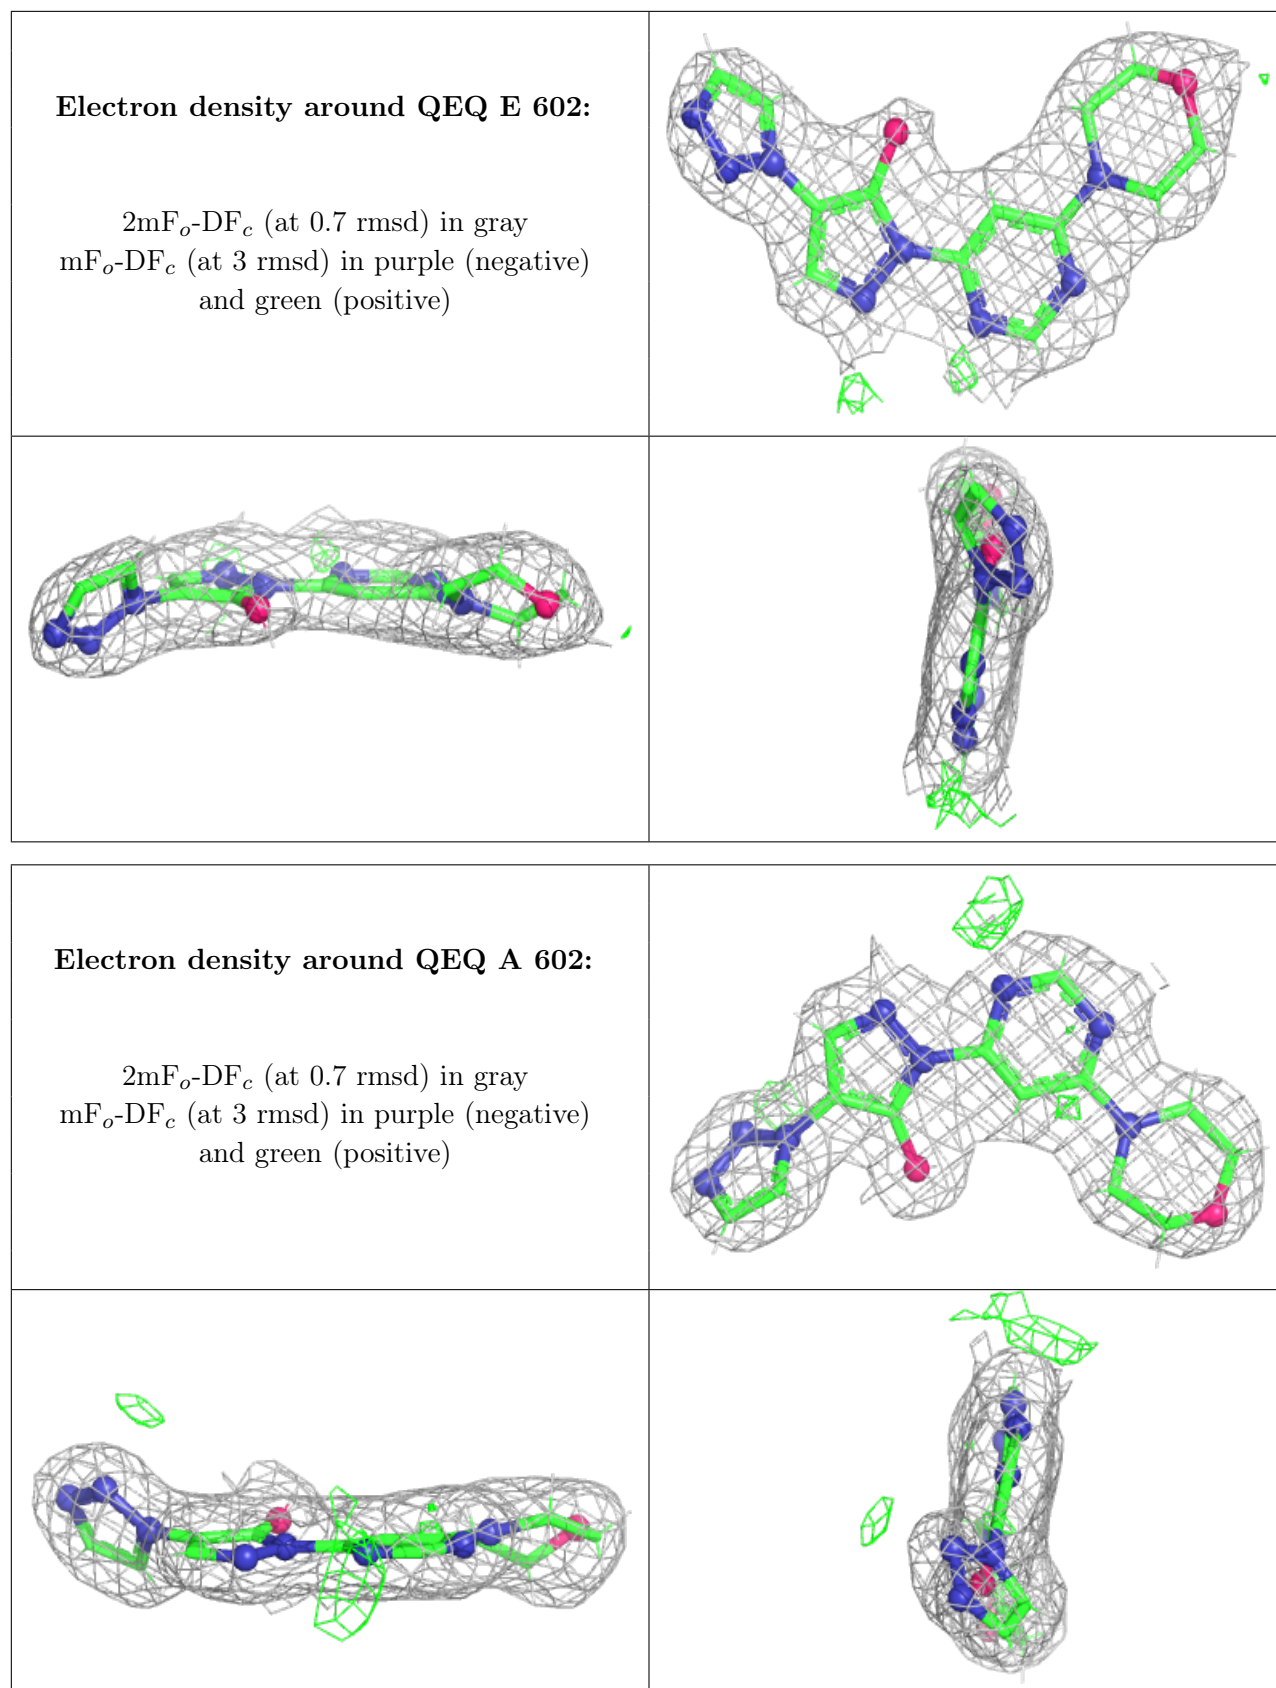 Electron density around QEQ E 602:
2mFo-DFc (at 0.7 rmsd) in gray
mFo-DFc (at 3 rmsd) in purple (negative)
and green (positive)
Electron density around QEQ A 602:
2mFo-DFc (at 0.7 rmsd) in gray
mFo-DFc (at 3 rmsd) in purple (negative)
and green (positive)